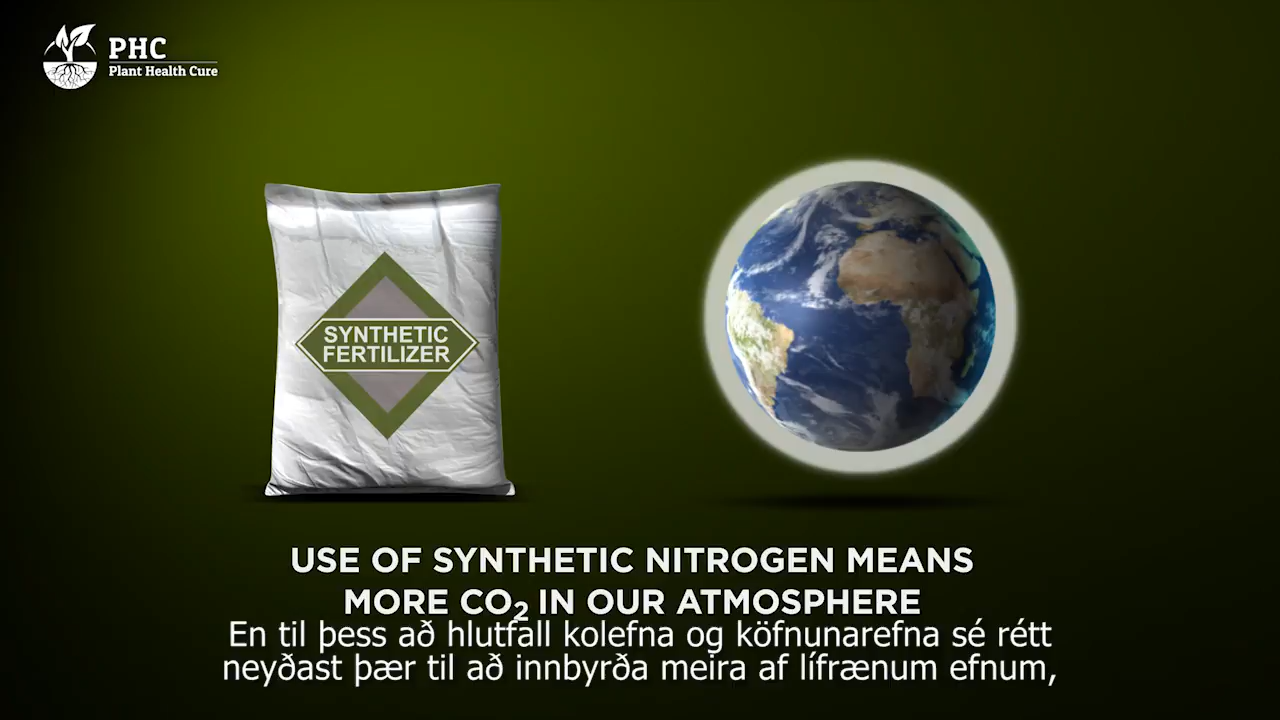 PHC
Plant Health Cure
SYNTHETIC
FERTILIZER
USE OF SYNTHETIC NITROGEN MEANS
MORE CO₂ IN OUR ATMOSPHERE
En til þess að hlutfall kolefna og köfnunarefna sé rétt
neyðast þær til að innbyrða meira af lífrænum efnum,